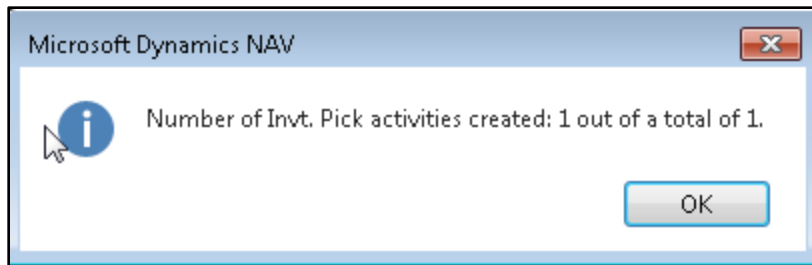 Microsoft Dynamics NAV
Number of Invt. Pick activities created: 1 out of a total of 1.
OK